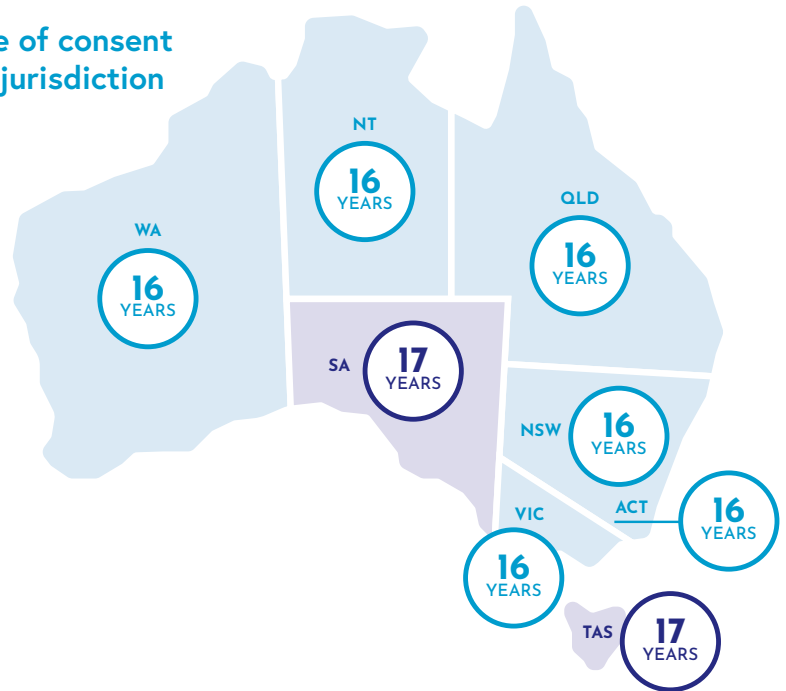 e of consent
jurisdiction
NT
16
YEARS
QLD
16
YEARS
WA
16
YEARS
SA
17
YEARS
NSW
16
YEARS
ACT
16
YEARS
VIC
16
YEARS
TAS
17
YEARS